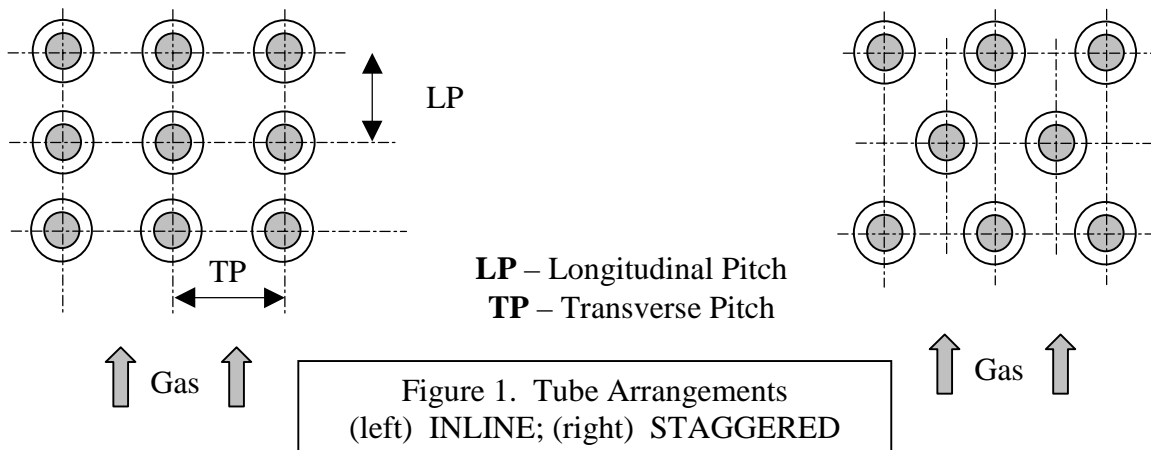 LP
TP
LP – Longitudinal Pitch
TP – Transverse Pitch
Gas
Gas
Figure 1. Tube Arrangements
(left) INLINE; (right) STAGGERED